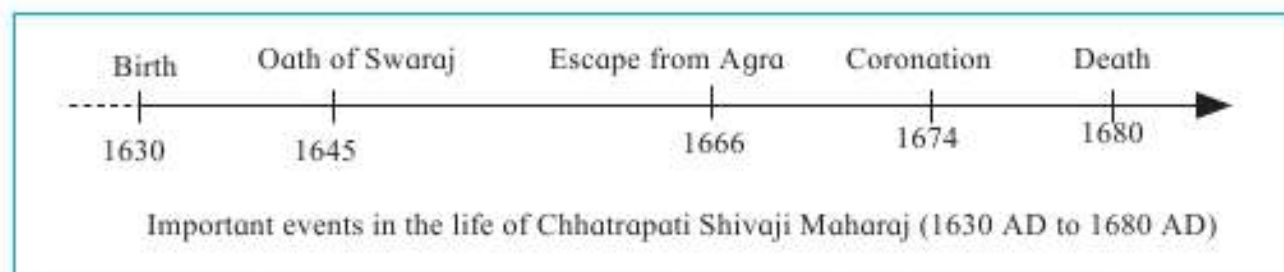 Birth Oath of Swaraj Escape from Agra Coronation Death
1630 1645 1666 1674 1680
Important events in the life of Chhatrapati Shivaji Maharaj (1630 AD to 1680 AD)